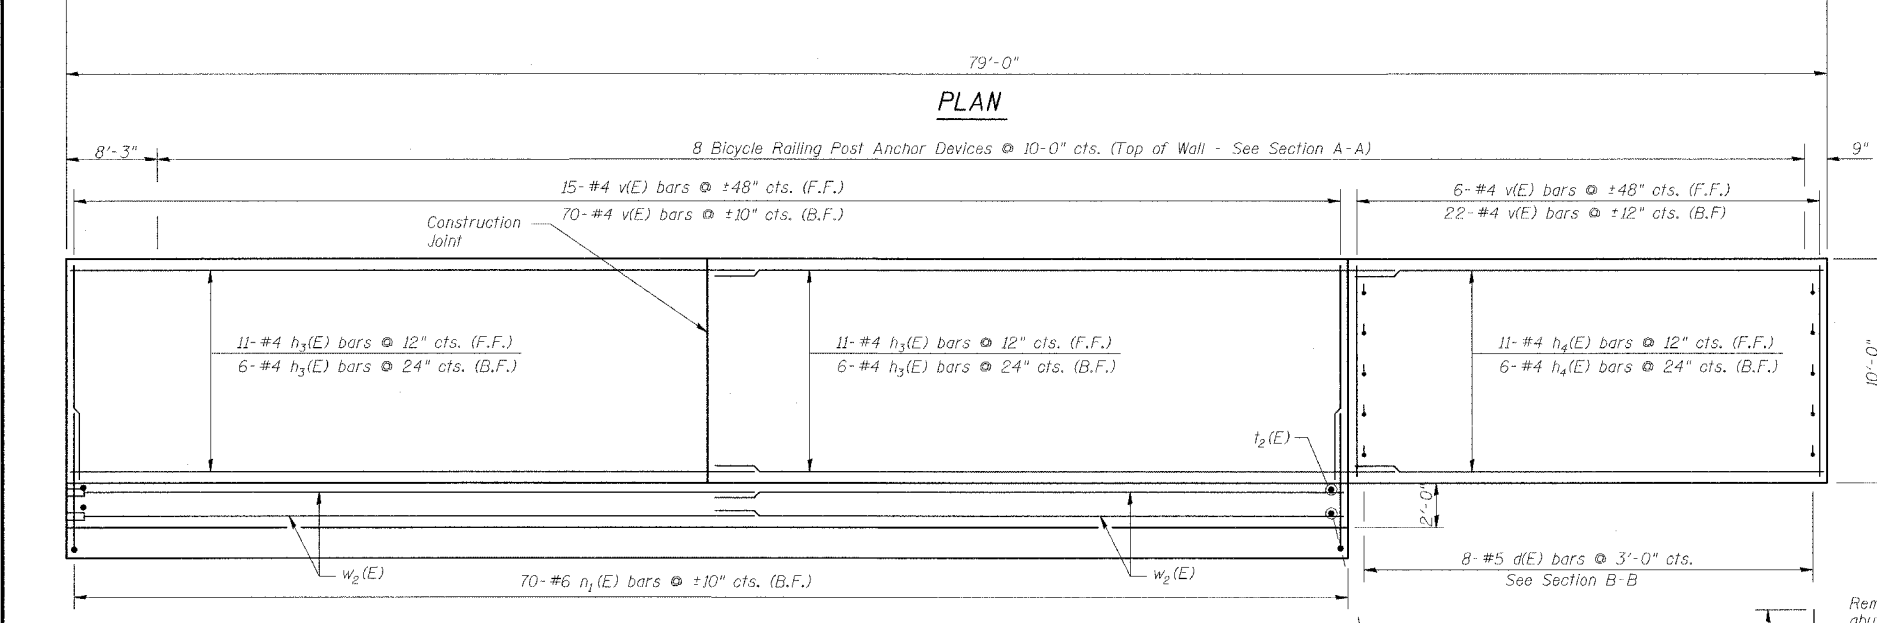 79'-0"
PLAN
8'-3"
8 Bicycle Railing Post Anchor Devices @ 10-0" cts. (Top of Wall - See Section A-A)
9"
15-#4 v(E) bars @ ±48" cts. (F.F.)
70-#4 v(E) bars @ ±10" cts. (B.F.)
6-#4 v(E) bars @ ±48" cts. (F.F.)
22-#4 v(E) bars @ ±12" cts. (B.F)
Construction
Joint
11-#4 h3(E) bars @ 12" cts. (F.F.)
6-#4 h3(E) bars @ 24" cts. (B.F.)
11-#4 h3(E) bars @ 12" cts. (F.F.)
6-#4 h3(E) bars @ 24" cts. (B.F.)
11-#4 h4(E) bars @ 12" cts. (F.F.)
6-#4 h4(E) bars @ 24" cts. (B.F.)
10'-0"
t2(E)
2'-0"
w2(E)
70-#6 n1(E) bars @ ±10" cts. (B.F.)
w2(E)
8-#5 d(E) bars @ 3'-0" cts.
See Section B-B